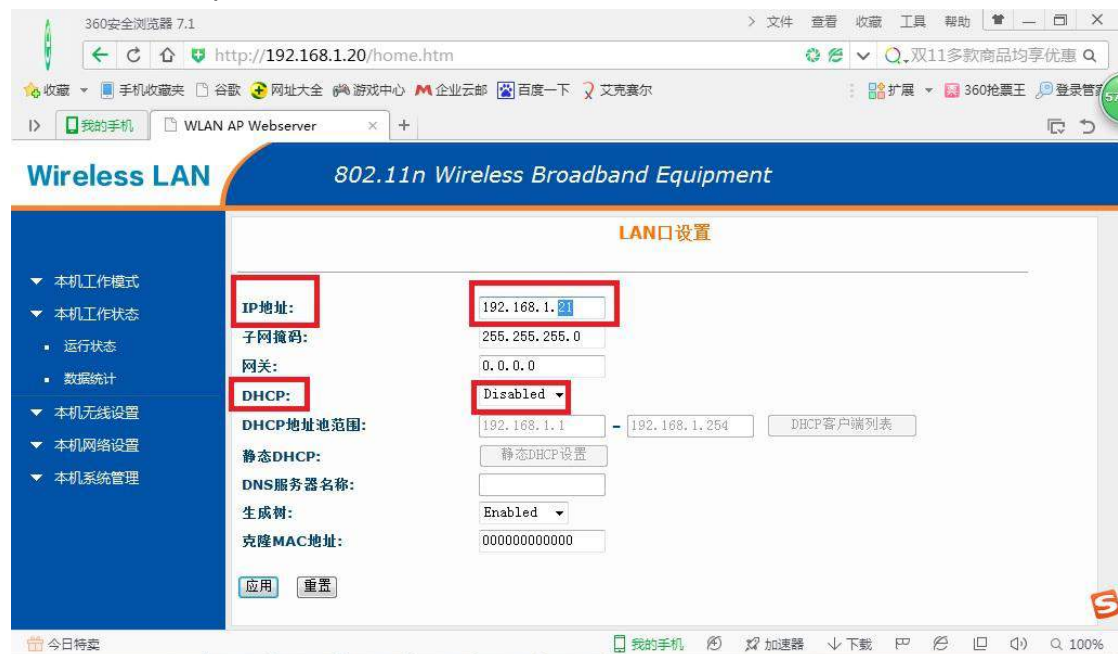 360安全浏览器 7.1
文件 查看 收藏 工具 帮助
http://192.168.1.20/home.htm
双11多款商品均享优惠
收藏 手机收藏夹 谷歌 网址大全 游戏中心 企业云邮 百度一下 艾克赛尔 扩展 360抢票王 登录管
57
我的手机 WLAN AP Webserver × +
Wireless LAN
802.11n Wireless Broadband Equipment
LAN口设置
本机工作模式
本机工作状态
运行状态
数据统计
本机无线设置
本机网络设置
本机系统管理
IP地址: 192.168.1.21
子网掩码: 255.255.255.0
网关: 0.0.0.0
DHCP: Disabled
DHCP地址池范围: 192.168.1.1 - 192.168.1.254 DHCP客户端列表
静态DHCP: 静态DHCP设置
DNS服务器名称:
生成树: Enabled
克隆MAC地址: 000000000000
应用 重置
今日特卖 我的手机 加速器 下载 100%